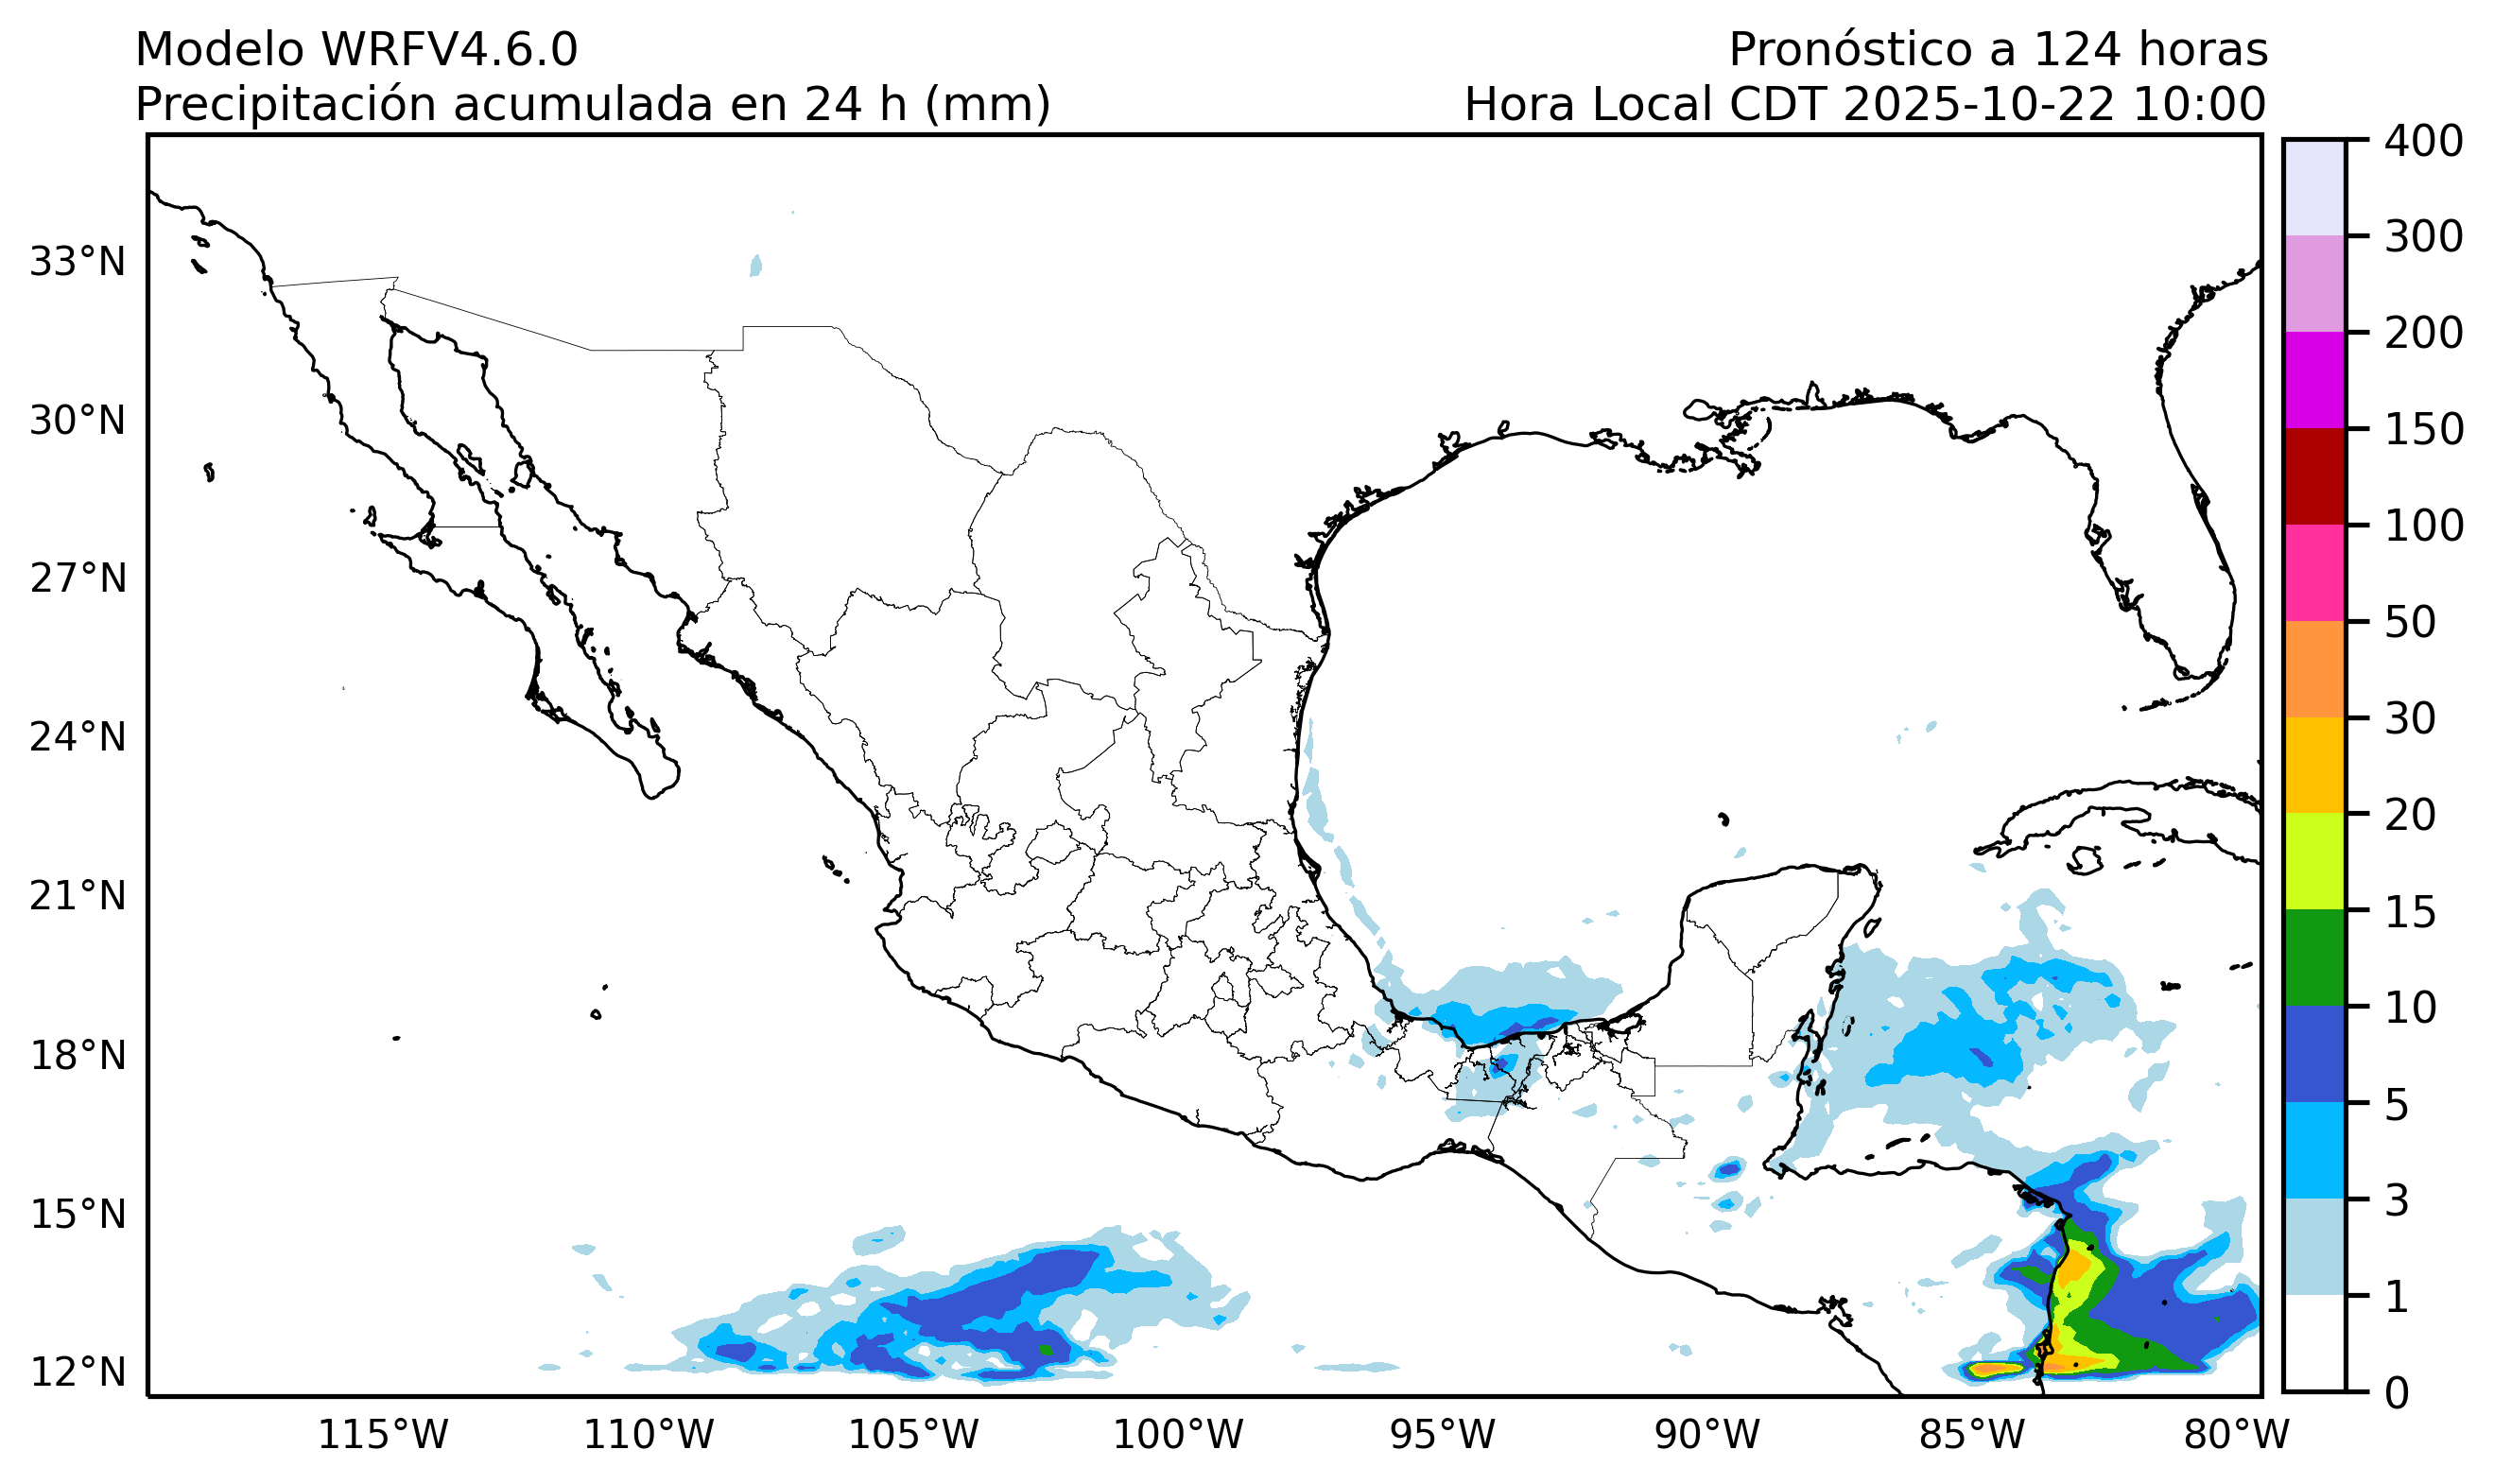 Modelo WRFV4.6.0
Pronóstico a 124 horas
Precipitación acumulada en 24 h (mm)
Hora Local CDT 2025-10-22 10:00
33°N
30°N
27°N
24°N
21°N
18°N
15°N
12°N
115°W
110°W
105°W
100°W
95°W
90°W
85°W
80°W
400
300
200
150
100
50
30
20
15
10
5
3
1
0